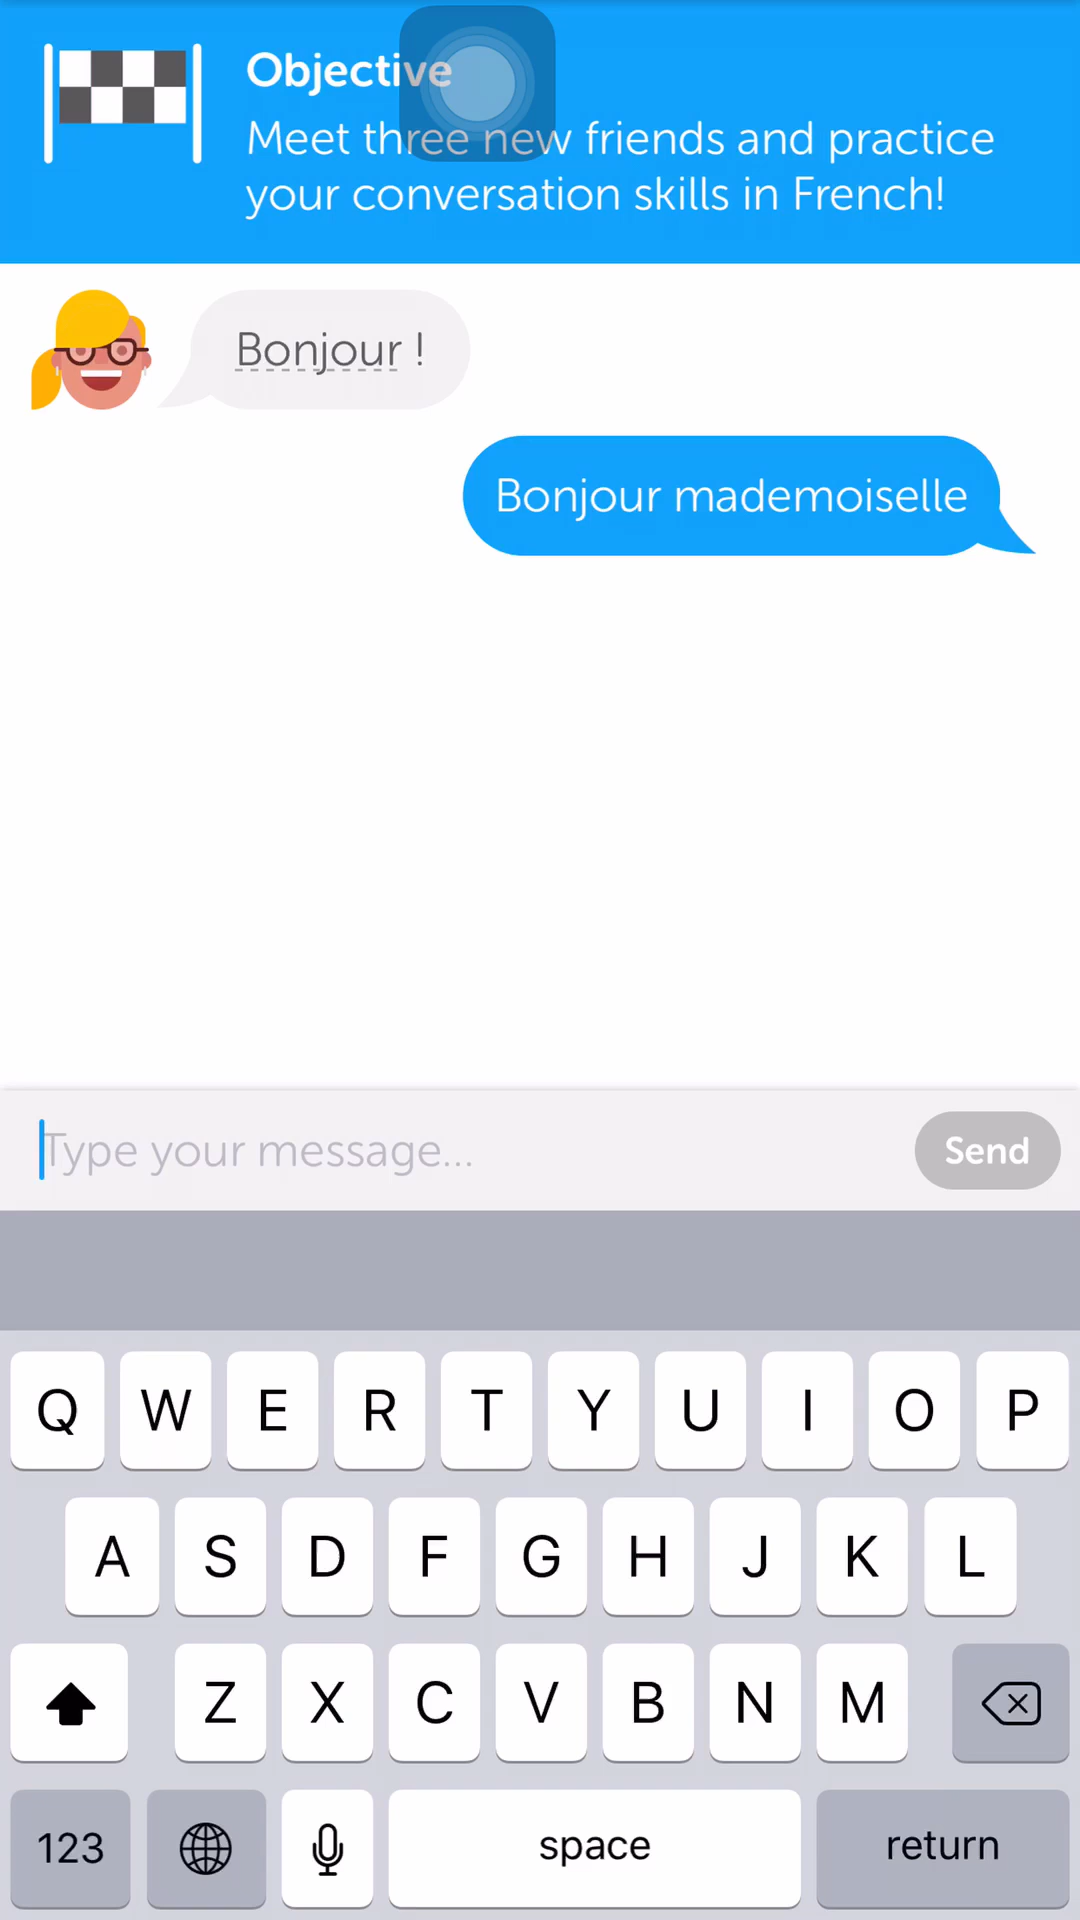 Objective
Meet three new friends and practice
your conversation skills in French!
Bonjour !
Bonjour mademoiselle
Type your message...
Send
Q W E R T Y U I O P
A S D F G H J K L
Z X C V B N M
123 space return